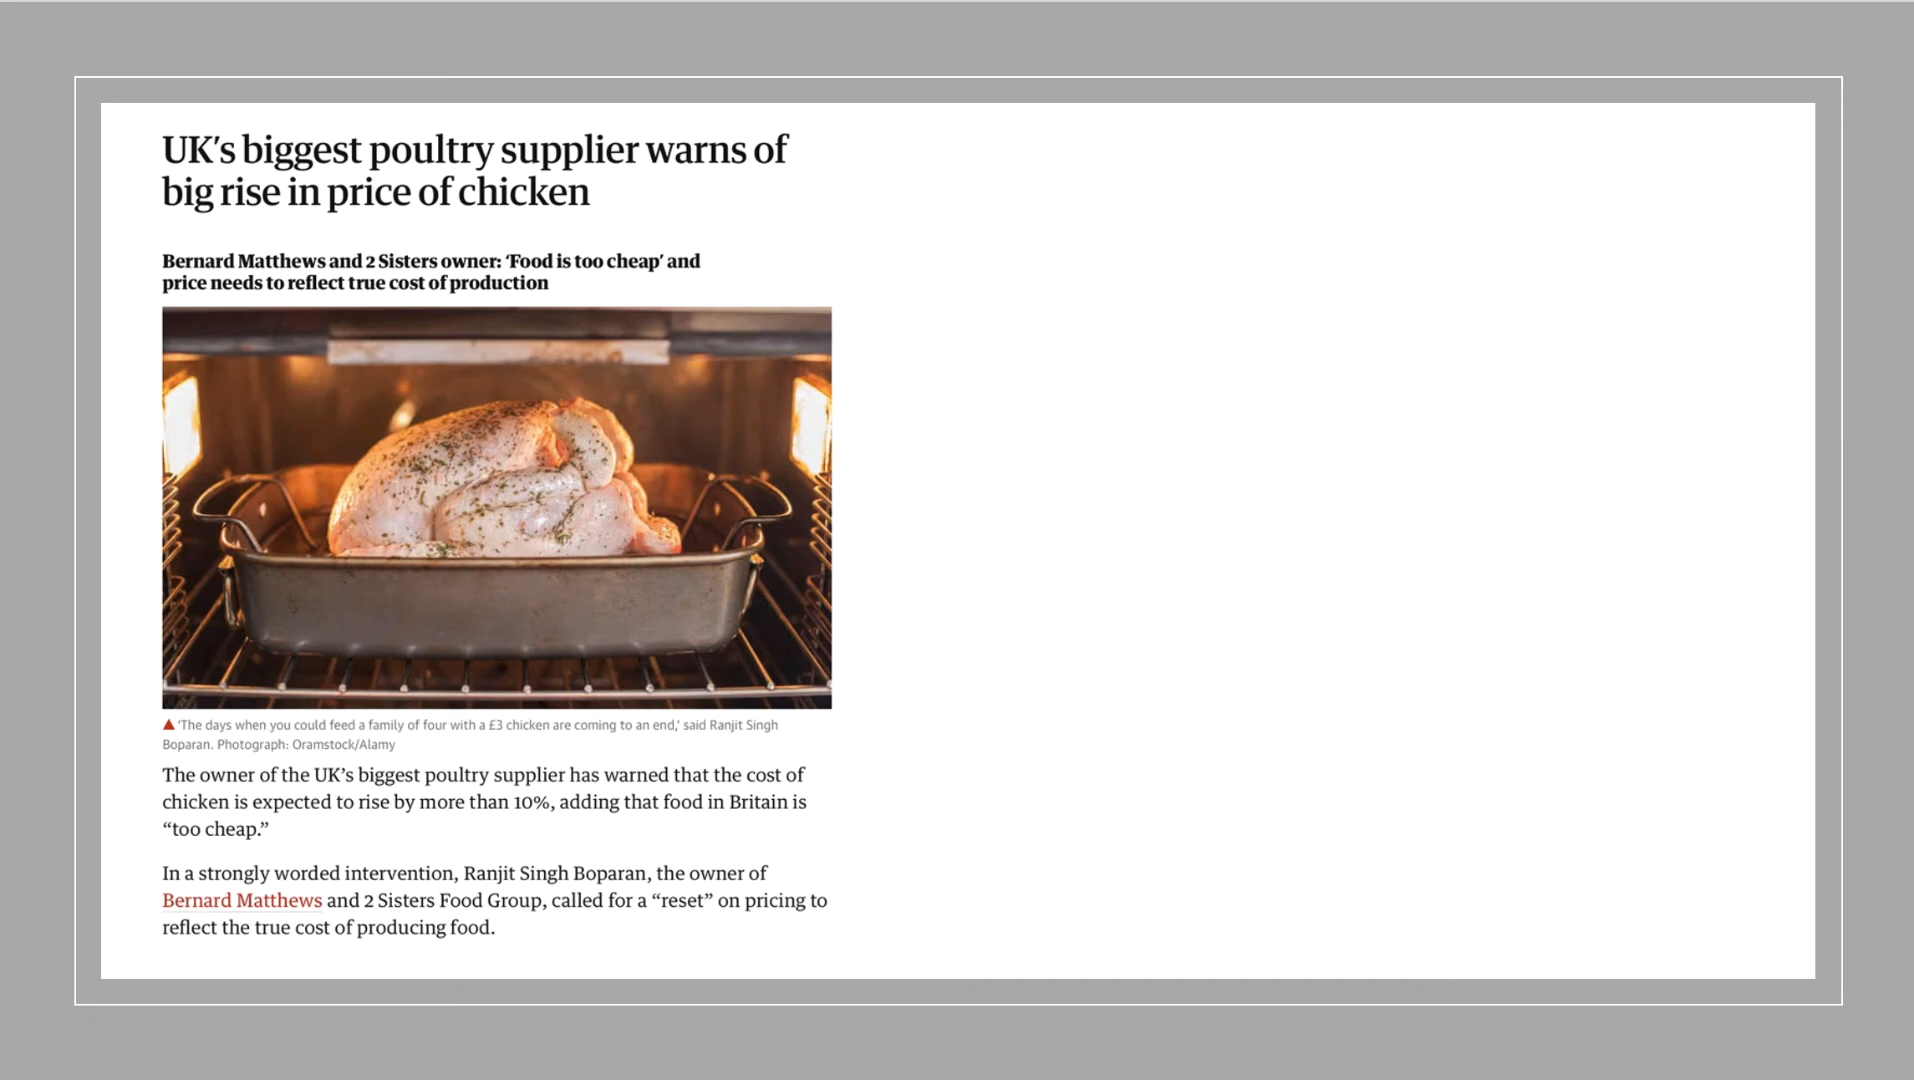 UK’s biggest poultry supplier warns of
big rise in price of chicken
Bernard Matthews and 2 Sisters owner: ‘Food is too cheap’ and
price needs to reflect true cost of production
▲ ‘The days when you could feed a family of four with a £3 chicken are coming to an end,’ said Ranjit Singh
Boparan. Photograph: Oramstock/Alamy
The owner of the UK’s biggest poultry supplier has warned that the cost of
chicken is expected to rise by more than 10%, adding that food in Britain is
“too cheap.”
In a strongly worded intervention, Ranjit Singh Boparan, the owner of
Bernard Matthews and 2 Sisters Food Group, called for a “reset” on pricing to
reflect the true cost of producing food.